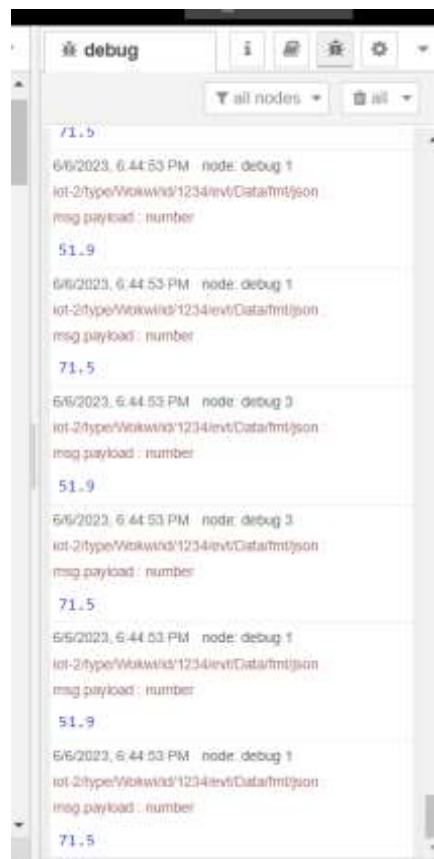 debug
i
all nodes
all
71.5
6/6/2023, 6:44:53 PM node: debug 1
iot-2/type/Wokwi/id/1234/evt/Data/fmt/json :
msg.payload : number
51.9
6/6/2023, 6:44:53 PM node: debug 1
iot-2/type/Wokwi/id/1234/evt/Data/fmt/json :
msg.payload : number
71.5
6/6/2023, 6:44:53 PM node: debug 3
iot-2/type/Wokwi/id/1234/evt/Data/fmt/json :
msg.payload : number
51.9
6/6/2023, 6:44:53 PM node: debug 3
iot-2/type/Wokwi/id/1234/evt/Data/fmt/json :
msg.payload : number
71.5
6/6/2023, 6:44:53 PM node: debug 1
iot-2/type/Wokwi/id/1234/evt/Data/fmt/json :
msg.payload : number
51.9
6/6/2023, 6:44:53 PM node: debug 1
iot-2/type/Wokwi/id/1234/evt/Data/fmt/json :
msg.payload : number
71.5